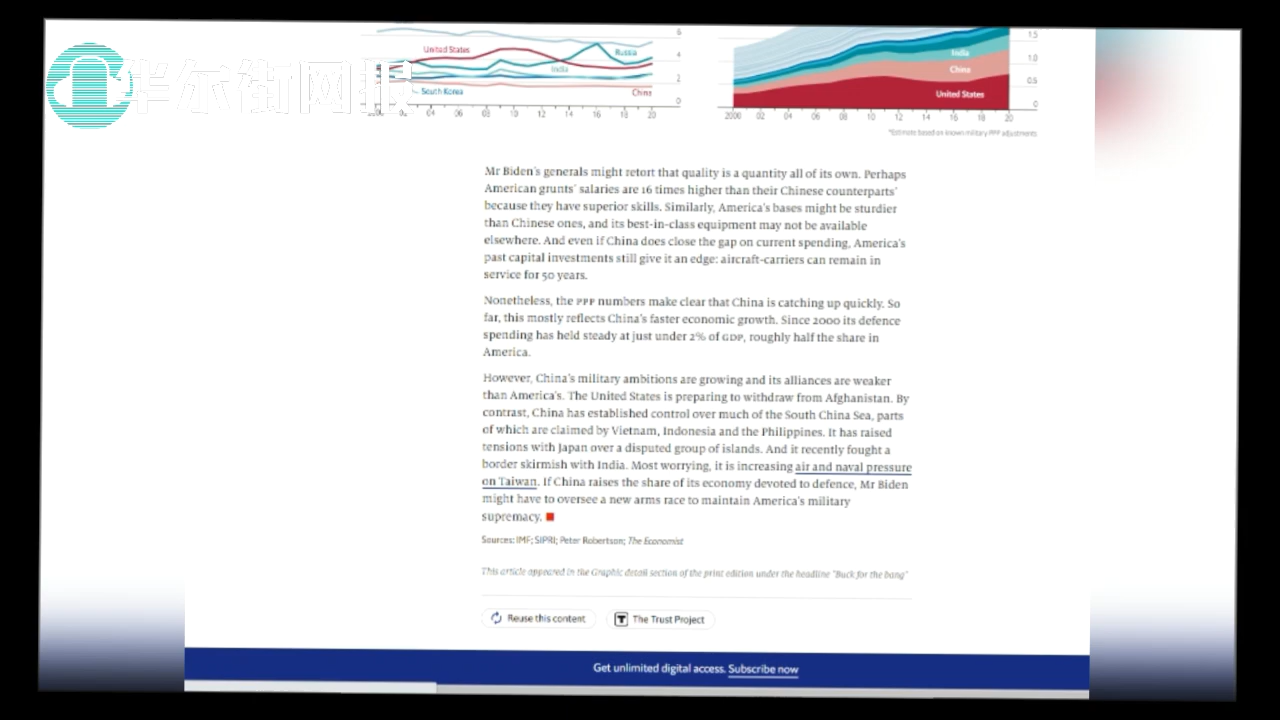 华尔街网报
6
4
2
0
United States
Russia
India
South Korea
China
04 06 08 10 12 14 16 18 20
1.5
1.0
0.5
0
India
China
United States
2000 02 04 06 08 10 12 14 16 18 20
*Estimate based on known military PPP adjustments
Mr Biden's generals might retort that quality is a quantity all of its own. Perhaps
American grunts' salaries are 16 times higher than their Chinese counterparts'
because they have superior skills. Similarly, America's bases might be sturdier
than Chinese ones, and its best-in-class equipment may not be available
elsewhere. And even if China does close the gap on current spending, America's
past capital investments still give it an edge: aircraft-carriers can remain in
service for 50 years.
Nonetheless, the PPP numbers make clear that China is catching up quickly. So
far, this mostly reflects China's faster economic growth. Since 2000 its defence
spending has held steady at just under 2% of GDP, roughly half the share in
America.
However, China's military ambitions are growing and its alliances are weaker
than America's. The United States is preparing to withdraw from Afghanistan. By
contrast, China has established control over much of the South China Sea, parts
of which are claimed by Vietnam, Indonesia and the Philippines. It has raised
tensions with Japan over a disputed group of islands. And it recently fought a
border skirmish with India. Most worrying, it is increasing air and naval pressure
on Taiwan. If China raises the share of its economy devoted to defence, Mr Biden
might have to oversee a new arms race to maintain America's military
supremacy.
Sources: IMF; SIPRI; Peter Robertson; The Economist
This article appeared in the Graphic detail section of the print edition under the headline "Buck for the bang"
Reuse this content
The Trust Project
Get unlimited digital access. Subscribe now